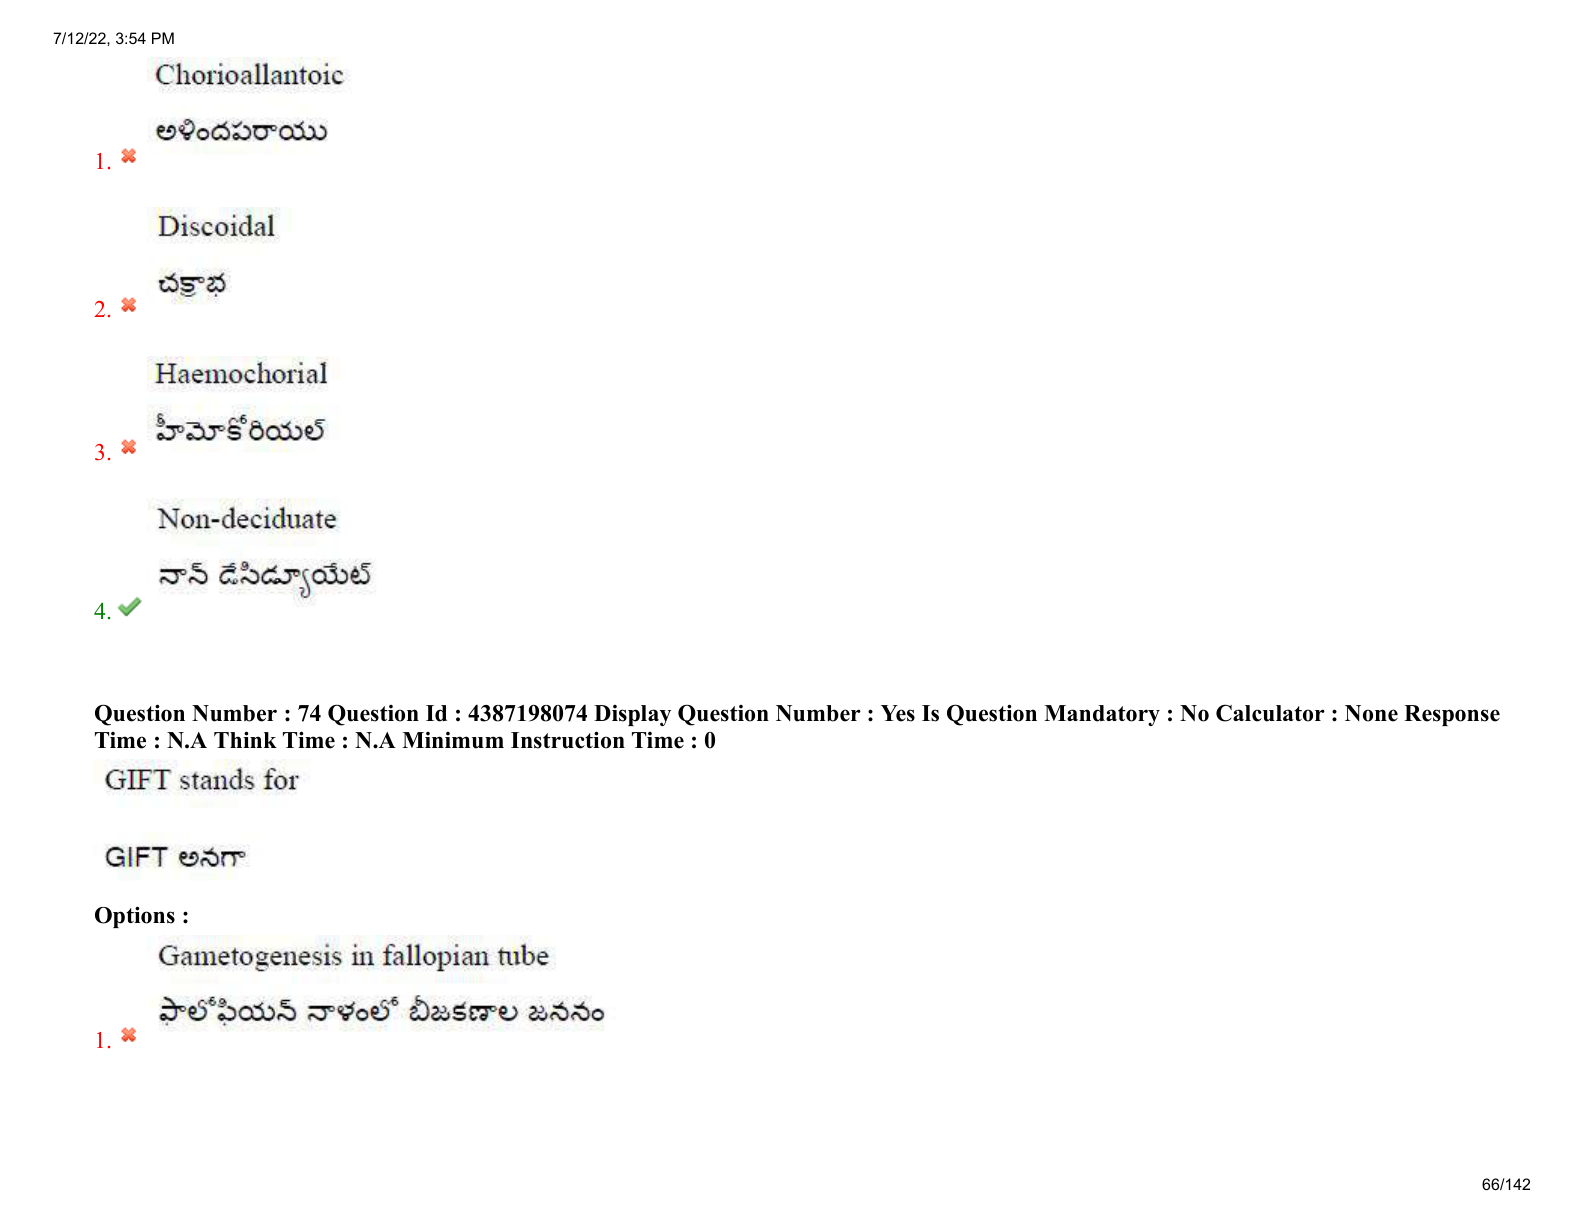 7/12/22, 3:54 PM
Chorioallantoic
అళిందపరాయు
1.
Discoidal
చక్రాభ
2.
Haemochorial
హీమోకోరియల్
3.
Non-deciduate
నాన్ డేసిడ్యూయేట్
4.
Question Number : 74 Question Id : 4387198074 Display Question Number : Yes Is Question Mandatory : No Calculator : None Response
Time : N.A Think Time : N.A Minimum Instruction Time : 0
GIFT stands for
GIFT అనగా
Options :
Gametogenesis in fallopian tube
ఫాలోఫియన్ నాళంలో బీజకణాల జననం
1.
66/142